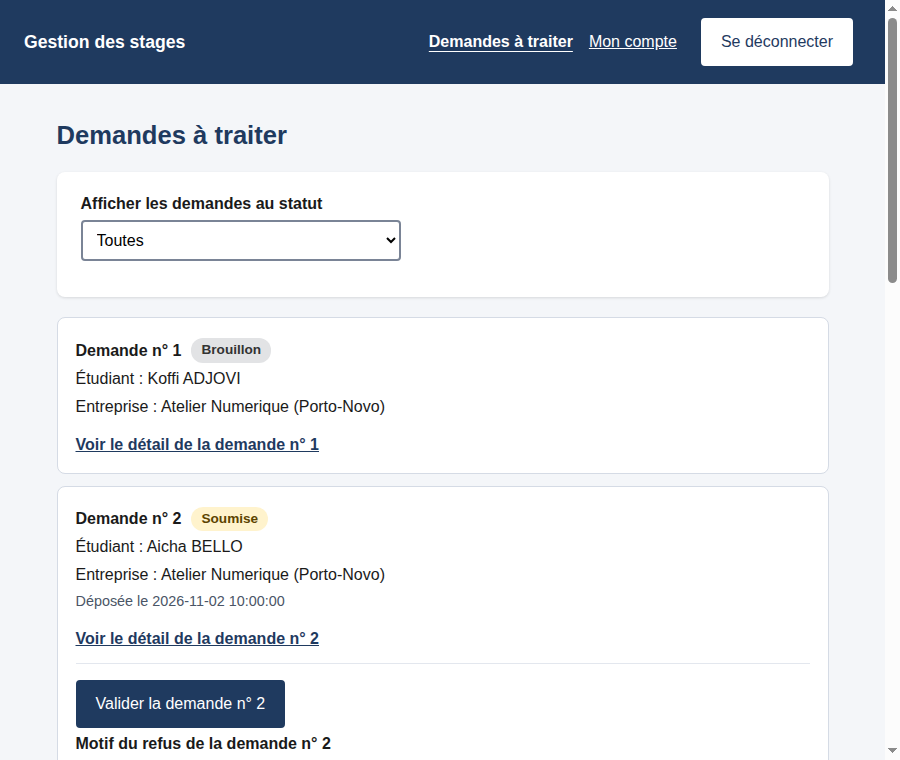 Gestion des stages
Demandes à traiter
Mon compte
Se déconnecter
Demandes à traiter
Afficher les demandes au statut
Toutes
Demande n° 1 Brouillon
Étudiant : Koffi ADJOVI
Entreprise : Atelier Numerique (Porto-Novo)
Voir le détail de la demande n° 1
Demande n° 2 Soumise
Étudiant : Aicha BELLO
Entreprise : Atelier Numerique (Porto-Novo)
Déposée le 2026-11-02 10:00:00
Voir le détail de la demande n° 2
Valider la demande n° 2
Motif du refus de la demande n° 2